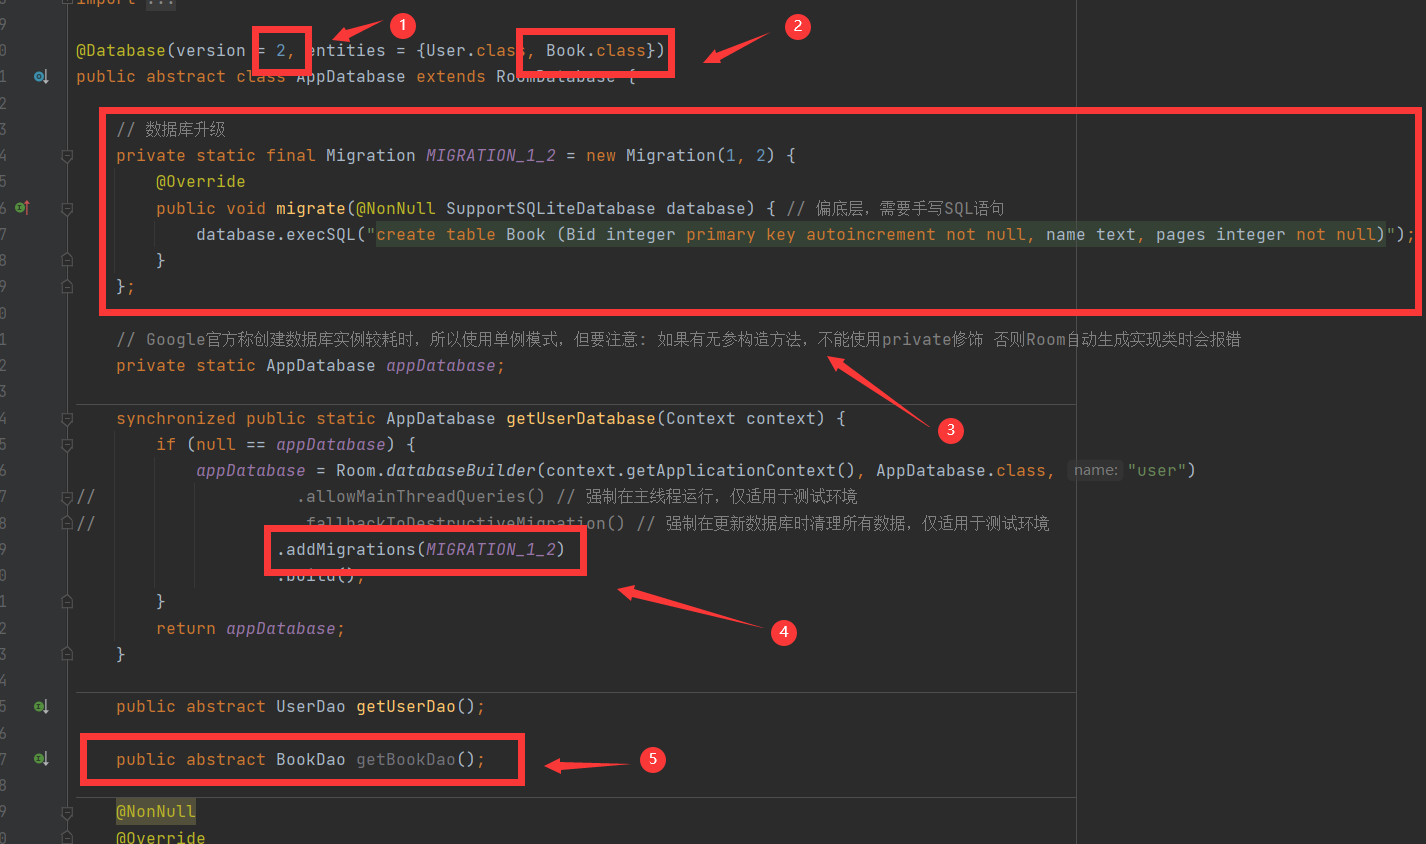 import ...
1
2
@Database(version = 2, entities = {User.class, Book.class})
public abstract class AppDatabase extends RoomDatabase {
// 数据库升级
private static final Migration MIGRATION_1_2 = new Migration(1, 2) {
@Override
public void migrate(@NonNull SupportSQLiteDatabase database) { // 偏底层，需要手写SQL语句
database.execSQL("create table Book (Bid integer primary key autoincrement not null, name text, pages integer not null)");
}
};
// Google官方称创建数据库实例较耗时，所以使用单例模式，但要注意: 如果有无参构造方法，不能使用private修饰 否则Room自动生成实现类时会报错
private static AppDatabase appDatabase;
synchronized public static AppDatabase getUserDatabase(Context context) {
3
if (null == appDatabase) {
appDatabase = Room.databaseBuilder(context.getApplicationContext(), AppDatabase.class, name: "user")
// .allowMainThreadQueries() // 强制在主线程运行，仅适用于测试环境
// .fallbackToDestructiveMigration() // 强制在更新数据库时清理所有数据，仅适用于测试环境
.addMigrations(MIGRATION_1_2)
.build();
}
return appDatabase;
4
}
public abstract UserDao getUserDao();
public abstract BookDao getBookDao();
5
@NonNull
@Override